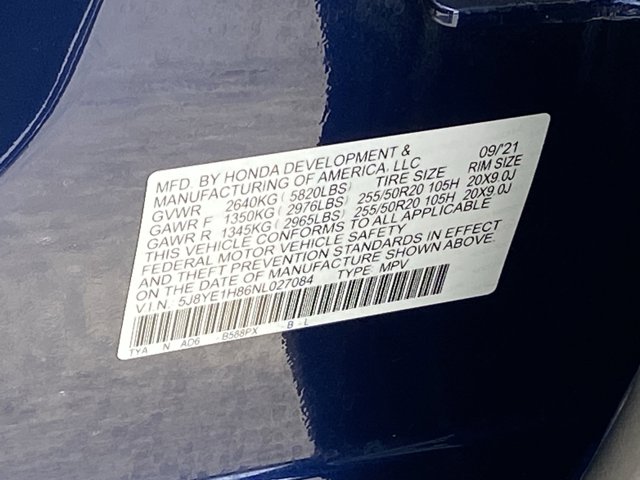 MFD. BY HONDA DEVELOPMENT & 09/21
MANUFACTURING OF AMERICA, LLC
GVWR 2640KG ( 5820LBS) TIRE SIZE RIM SIZE
GAWR F 1350KG ( 2976LBS) 255/50R20 105H 20X9.0J
GAWR R 1345KG ( 2965LBS) 255/50R20 105H 20X9.0J
THIS VEHICLE CONFORMS TO ALL APPLICABLE
FEDERAL MOTOR VEHICLE SAFETY
AND THEFT PREVENTION STANDARDS IN EFFECT
ON THE DATE OF MANUFACTURE SHOWN ABOVE.
V.I.N. 5J8YE1H86NL027084 TYPE: MPV
TYA N AD6 -B588PX -B-L